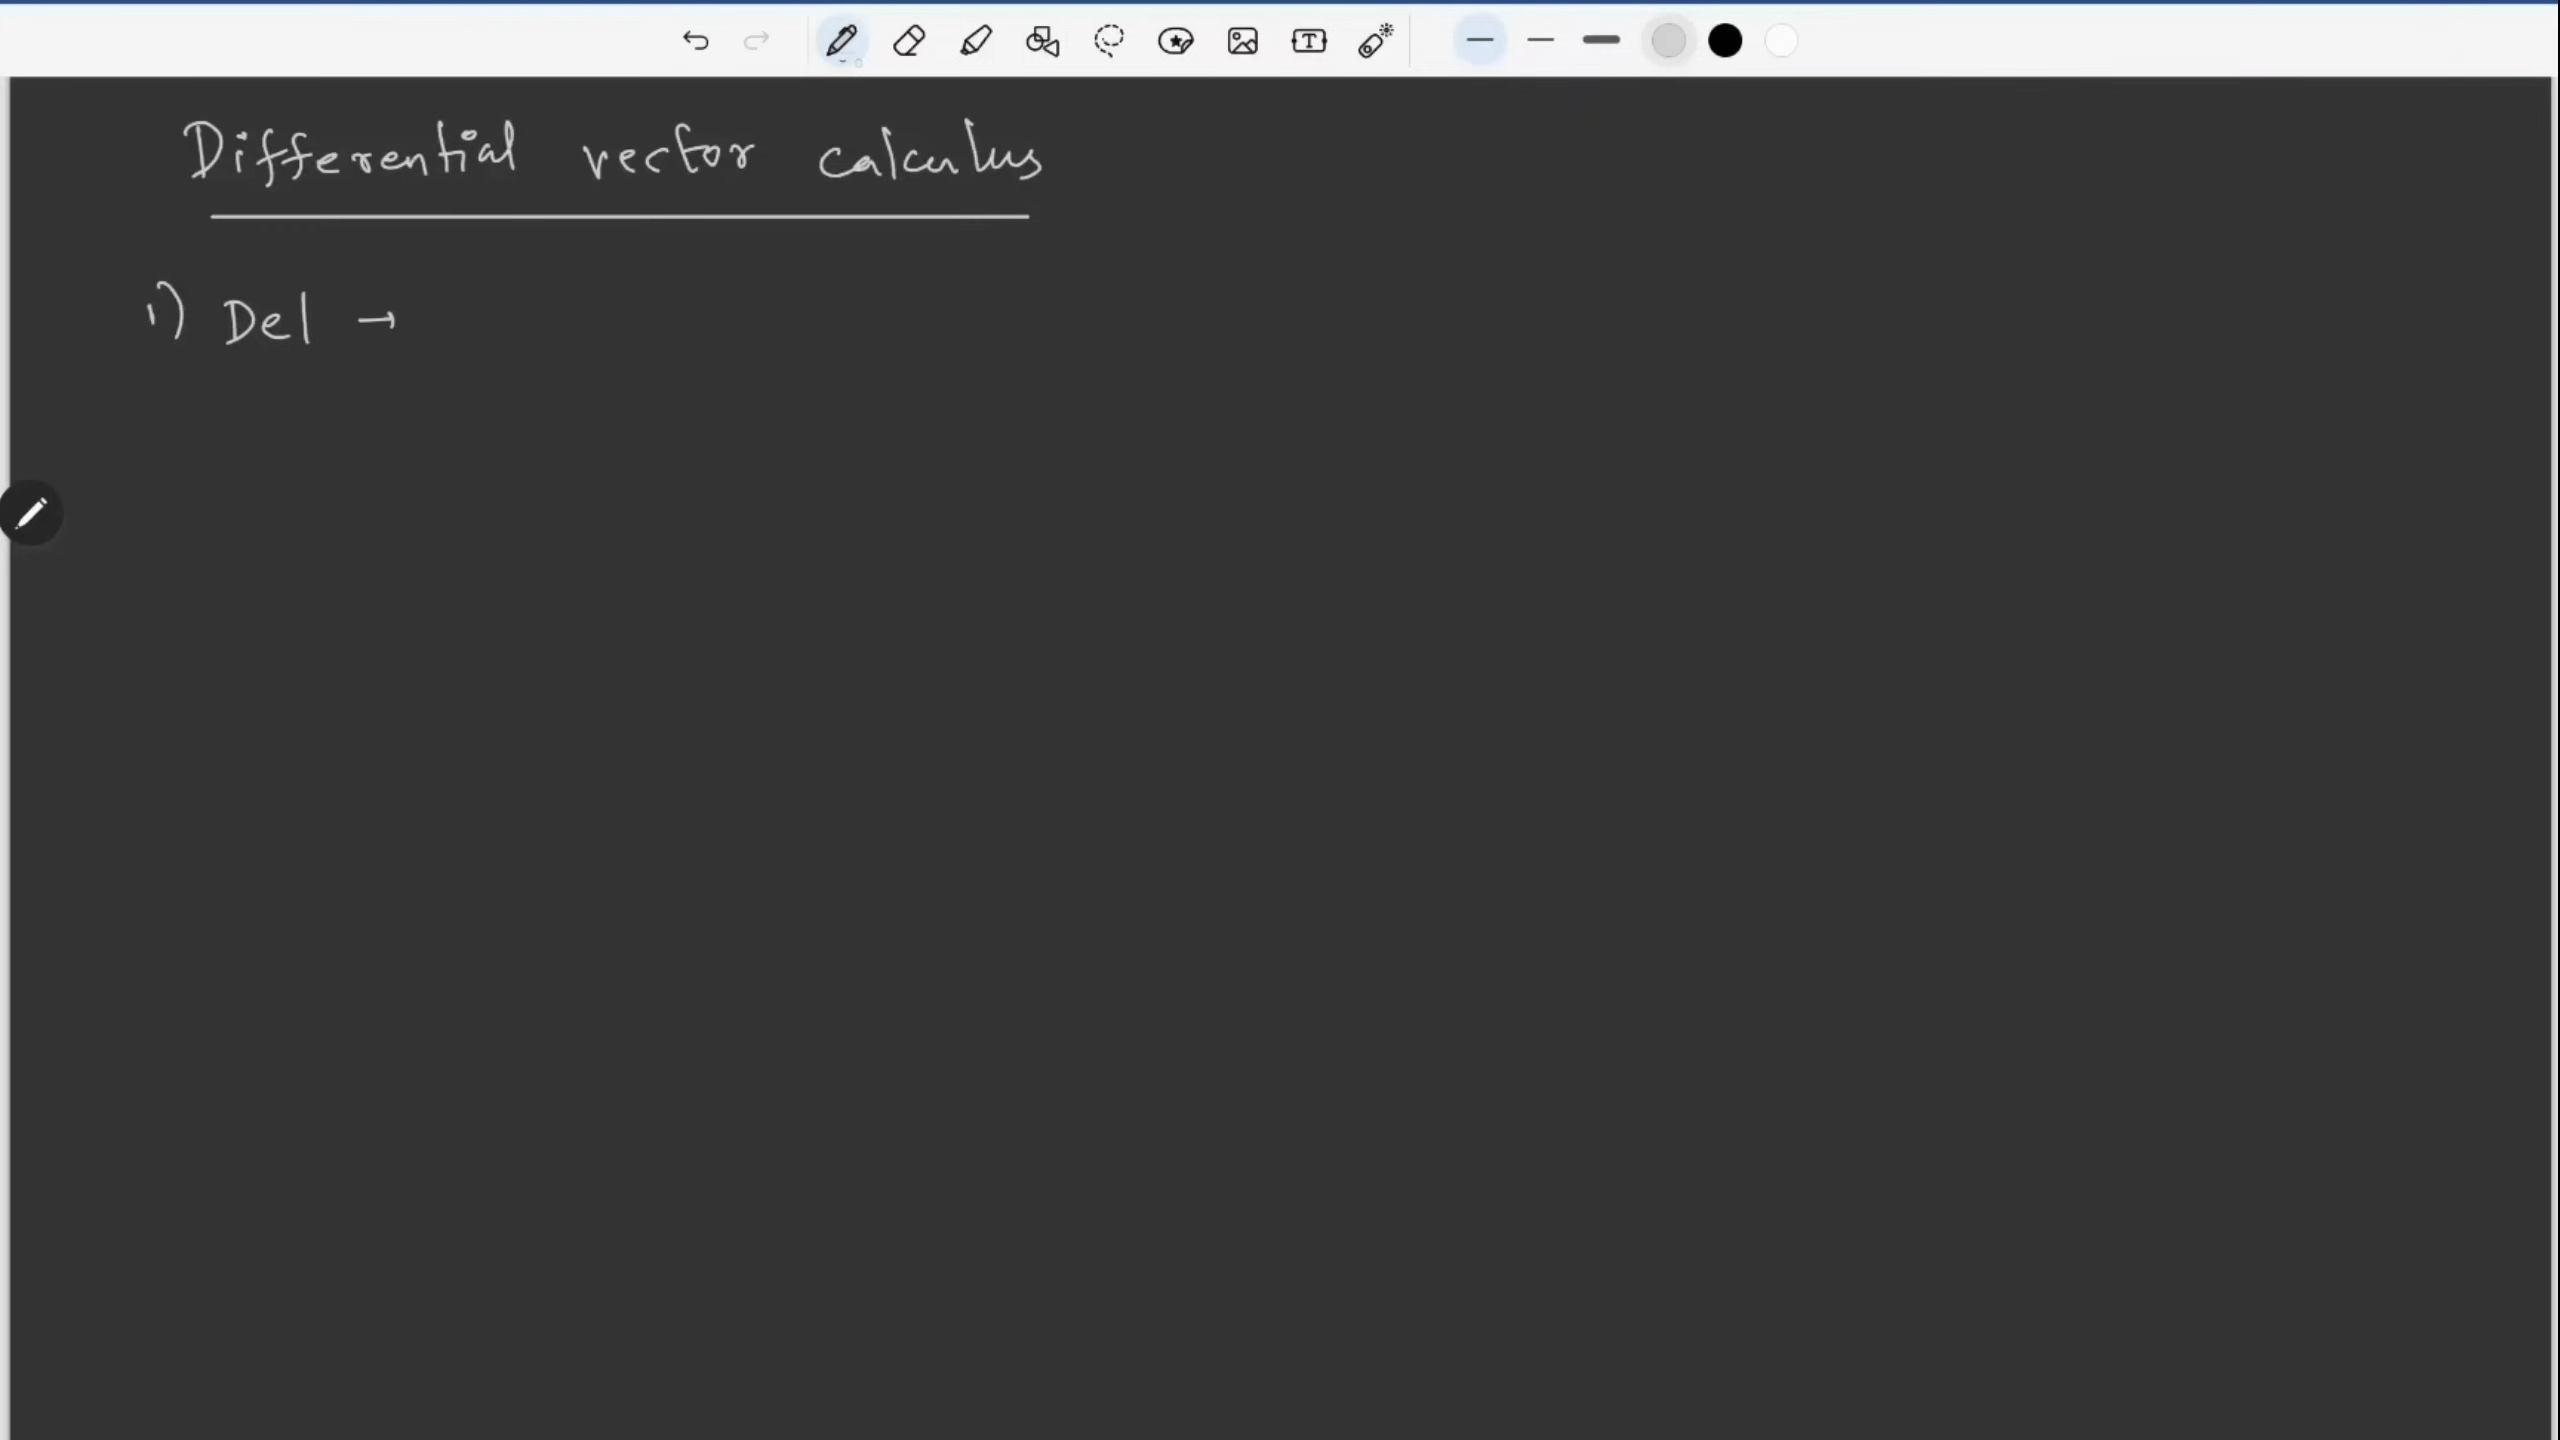 Differential vector calculus
1) Del →